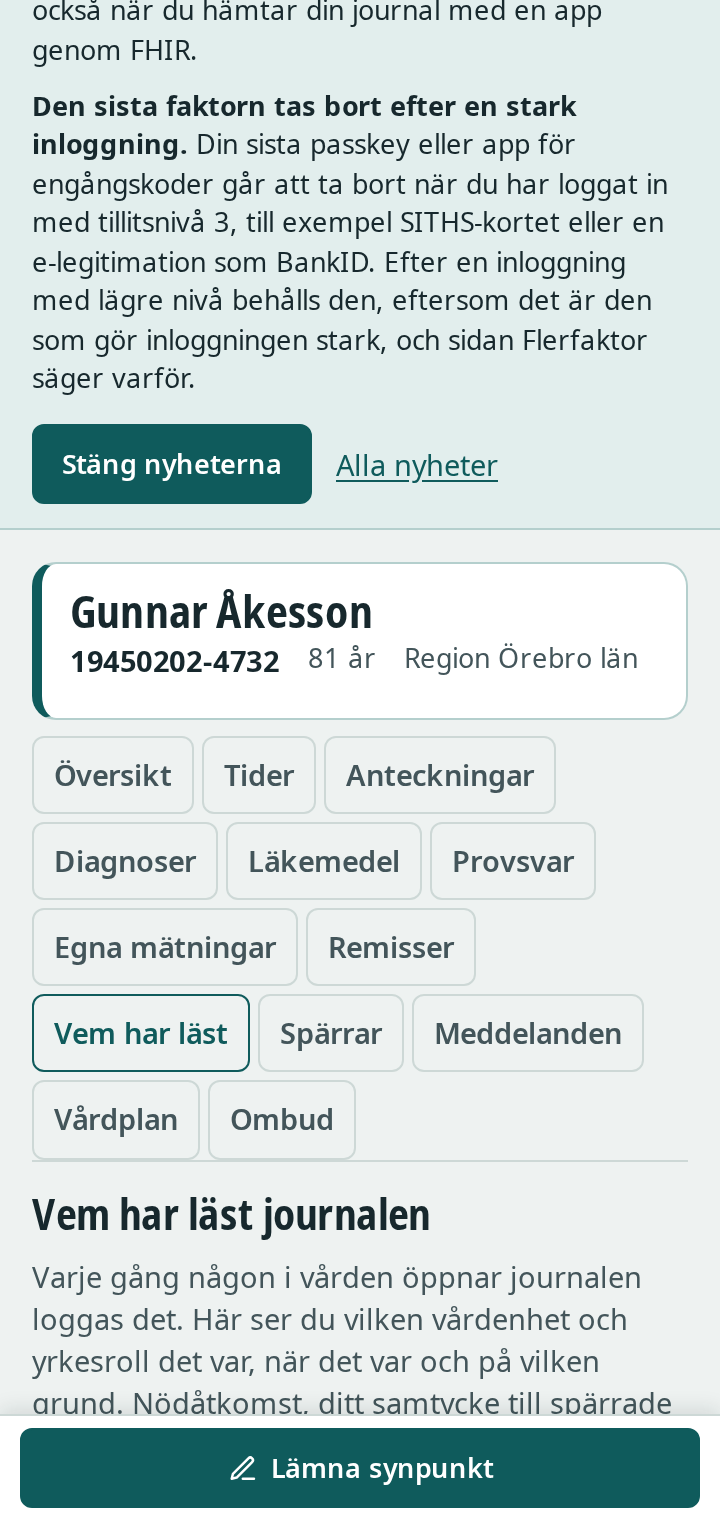 också när du hämtar din journal med en app
genom FHIR.
Den sista faktorn tas bort efter en stark
inloggning. Din sista passkey eller app för
engångskoder går att ta bort när du har loggat in
med tillitsnivå 3, till exempel SITHS-kortet eller en
e-legitimation som BankID. Efter en inloggning
med lägre nivå behålls den, eftersom det är den
som gör inloggningen stark, och sidan Flerfaktor
säger varför.
Stäng nyheterna Alla nyheter
Gunnar Åkesson
19450202-4732 81 år Region Örebro län
Översikt Tider Anteckningar
Diagnoser Läkemedel Provsvar
Egna mätningar Remisser
Vem har läst Spärrar Meddelanden
Vårdplan Ombud
Vem har läst journalen
Varje gång någon i vården öppnar journalen
loggas det. Här ser du vilken vårdenhet och
yrkesroll det var, när det var och på vilken
grund. Nödåtkomst, ditt samtycke till spärrade
Lämna synpunkt